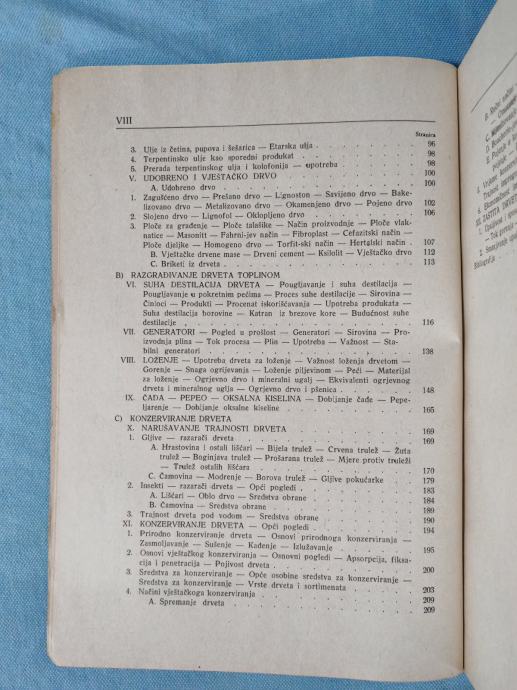 VIII
Stranica
3. Ulje iz četina, pupova i šešarica — Etarska ulja . . . . 96
4. Terpentinsko ulje kao sporedni produkat . . . . 98
5. Prerada terpentinskog ulja i kolofonija — upotreba . . . . 98
V. UDOBRENO I VJEŠTAČKO DRVO . . . . 100
A. Udobreno drvo . . . . 100
1. Zagušćeno drvo — Prešano drvo — Lignoston — Savijeno drvo — Bake-
lizovano drvo — Metalizovano drvo — Okamenjeno drvo — Pojeno drvo 102
2. Slojeno drvo — Lignofol — Oklopljeno drvo . . . . 106
3. Ploče za građenje — Ploče talašike — Način proizvodnje — Ploče vlak-
natice — Masonitt — Fahrni-jev način — Fibroplast — Cefazitski način —
Ploče djeljke — Homogeno drvo — Torfit-ski način — Hertelski način . 107
B. Vještačke drvene mase — Drveni cement — Ksilolit — Vještačko drvo 112
C. Briketi iz drveta . . . . 113
B) RAZGRAĐIVANJE DRVETA TOPLINOM
VI. SUHA DESTILACIJA DRVETA — Pougljavanje i suha destilacija —
Pougljavanje u pokretnim pećima — Proces suhe destilacije — Sirovina —
Činioci — Produkti — Procenat iskorišćavanja — Upotreba produkata —
Suha destilacija borovine — Katran iz brezove kore — Budućnost suhe
destilacije . . . . 116
VII. GENERATORI — Pogled u prošlost — Generatori — Sirovina — Pro-
izvodnja plina — Tok procesa — Plin — Upotreba — Važnost — Sta-
bilni generatori . . . . 138
VIII. LOŽENJE — Upotreba drveta za loženje — Važnost loženja drvetom —
Gorenje — Snaga ogrijevanja — Loženje piljevinom — Peći — Materijal
za loženje — Ogrjevno drvo i mineralni ugalj — Ekvivalenti ogrjevnog
drveta i mineralnog uglja — Ogrjevno drvo i pšenica . . . . 148
IX. ČAĐA — PEPEO — OKSALNA KISELINA — Dobijanje čađe — Pepe-
ljarenje — Dobijanje oksalne kiseline . . . . 165
C) KONZERVIRANJE DRVETA . . . . 169
X. NARUŠAVANJE TRAJNOSTI DRVETA . . . . 169
1. Gljive — razarači drveta
A. Hrastovina i ostali lišćari — Bijela trulež — Crvena trulež — Žuta
trulež — Boginjava trulež — Prošarana trulež — Mjere protiv truleži
— Trulež ostalih lišćara . . . . 170
C. Čamovina — Modrenje — Borova trulež — Gljive pokućarke . 179
2. Insekti — razarači drveta . . . . 183
A. Lišćari — Oblo drvo — Sredstva obrane . . . . 184
B. Čamovina — Sredstva obrane . . . . 189
3. Trajnost drveta pod vodom — Sredstva obrane . . . . 190
XI. KONZERVIRANJE DRVETA — Opći pogledi . . . . 194
1. Prirodno konzerviranje drveta — Osnovi prirodnoga konzerviranja —
Zasmoljavanje — Sušenje — Kađenje — Izlužavanje . . . . 195
2. Osnovi vještačkog konzerviranja — Osnovni pogledi — Apsorpcija, fiksa-
cija i penetracija — Pojivost drveta . . . . 200
3. Sredstva za konzerviranje — Opće osobine sredstva za konzerviranje —
Sredstva za konzerviranje — Vrste drveta i sortimenata . . . . 203
4. Načini vještačkoga konzerviranja . . . . 209
A. Spremanje drveta . . . . 209